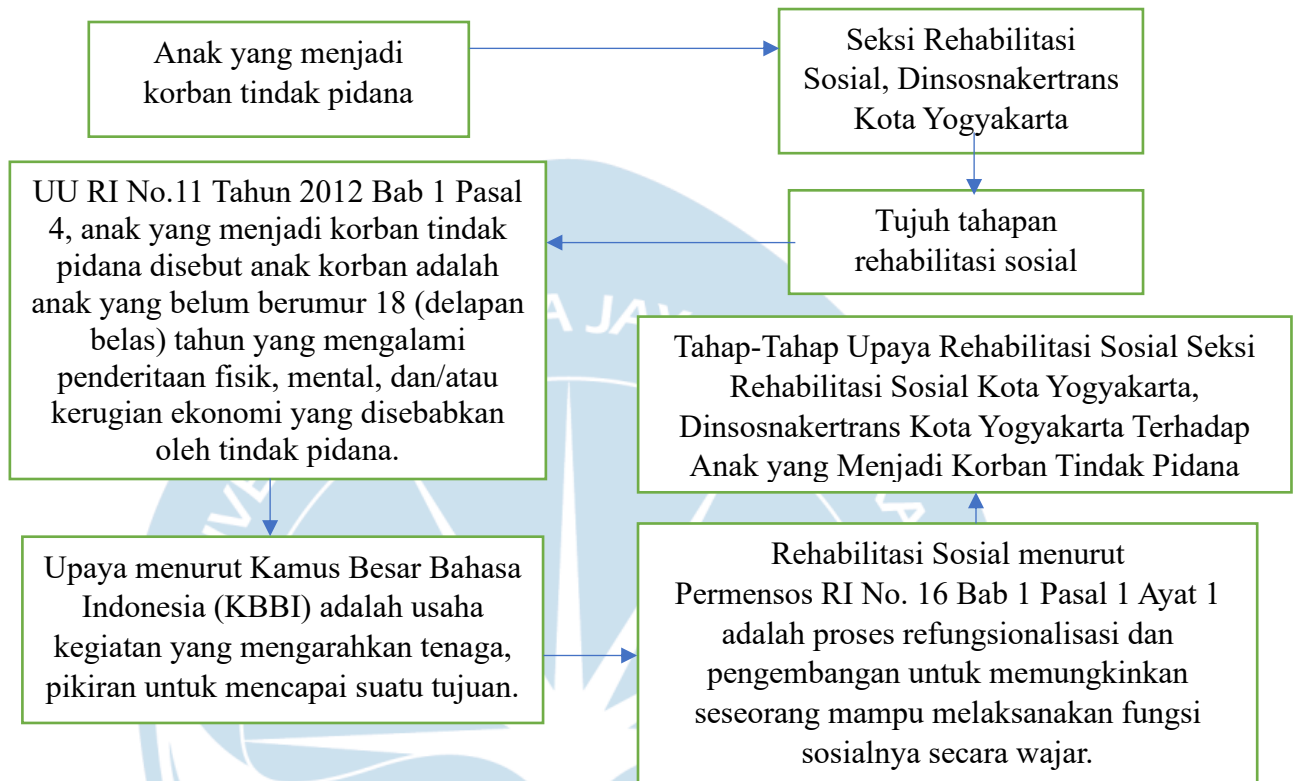 Anak yang menjadi
korban tindak pidana
Seksi Rehabilitasi
Sosial, Dinsosnakertrans
Kota Yogyakarta
Tujuh tahapan
rehabilitasi sosial
UU RI No.11 Tahun 2012 Bab 1 Pasal
4, anak yang menjadi korban tindak
pidana disebut anak korban adalah
anak yang belum berumur 18 (delapan
belas) tahun yang mengalami
penderitaan fisik, mental, dan/atau
kerugian ekonomi yang disebabkan
oleh tindak pidana.
Upaya menurut Kamus Besar Bahasa
Indonesia (KBBI) adalah usaha
kegiatan yang mengarahkan tenaga,
pikiran untuk mencapai suatu tujuan.
Rehabilitasi Sosial menurut
Permensos RI No. 16 Bab 1 Pasal 1 Ayat 1
adalah proses refungsionalisasi dan
pengembangan untuk memungkinkan
seseorang mampu melaksanakan fungsi
sosialnya secara wajar.
Tahap-Tahap Upaya Rehabilitasi Sosial Seksi
Rehabilitasi Sosial Kota Yogyakarta,
Dinsosnakertrans Kota Yogyakarta Terhadap
Anak yang Menjadi Korban Tindak Pidana